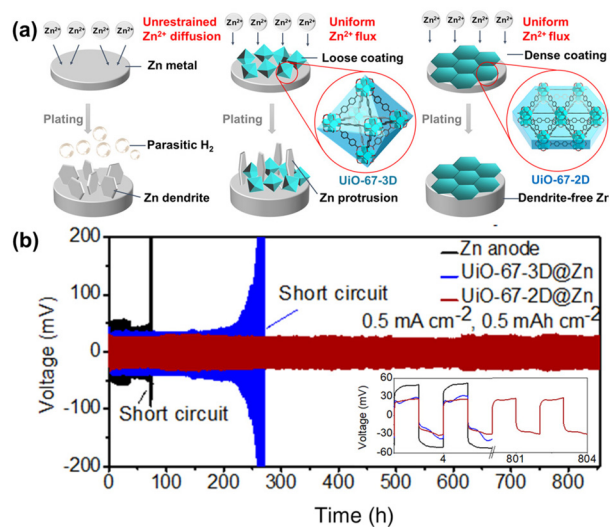 (a)
Zn²⁺ Zn²⁺ Zn²⁺ Zn²⁺
Unrestrained
Zn²⁺ diffusion
Zn metal
Plating
Parasitic H₂
Zn dendrite
Zn²⁺ Zn²⁺ Zn²⁺ Zn²⁺
Uniform
Zn²⁺ flux
Loose coating
Plating
UiO-67-3D
Zn protrusion
Zn²⁺ Zn²⁺ Zn²⁺ Zn²⁺
Uniform
Zn²⁺ flux
Dense coating
Plating
UiO-67-2D
Dendrite-free Zn
(b)
Voltage (mV)
200
100
0
-100
-200
Zn anode
UiO-67-3D@Zn
UiO-67-2D@Zn
0.5 mA cm⁻², 0.5 mAh cm⁻²
Short circuit
Short circuit
Voltage (mV)
60
30
0
-30
-60
4 801 804
0 50 100 150 200 250 300 350 400 450 500 550 600 650 700 750 800 850
Time (h)